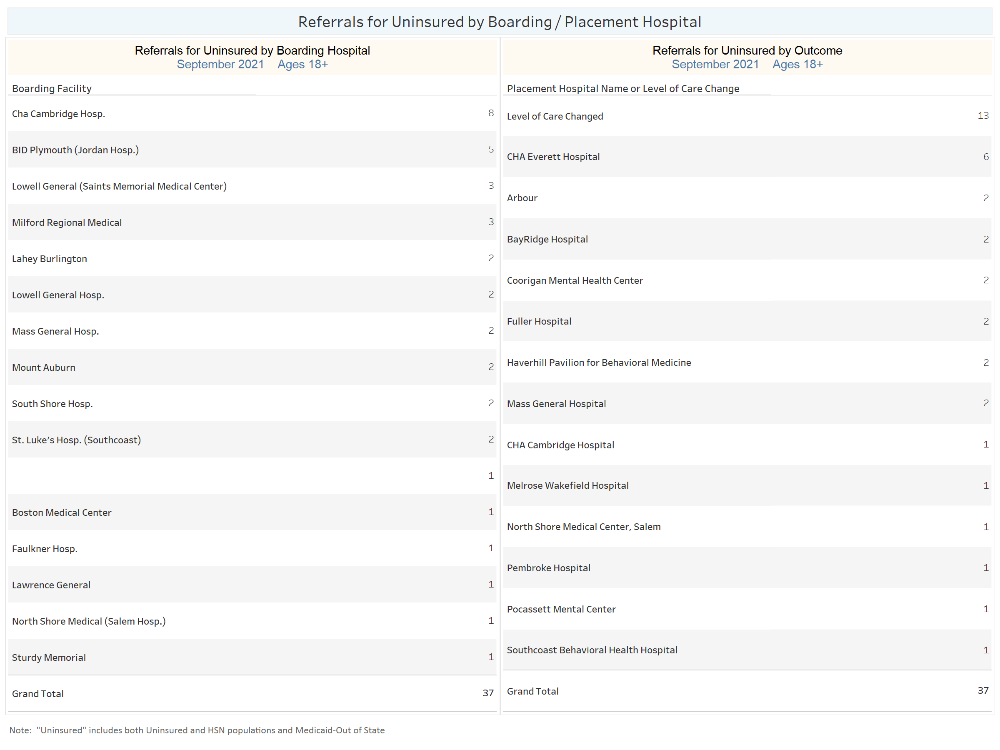 Referrals for Uninsured by Boarding / Placement Hospital
Referrals for Uninsured by Boarding Hospital
September 2021 Ages 18+
Boarding Facility
Cha Cambridge Hosp. 8
BID Plymouth (Jordan Hosp.) 5
Lowell General (Saints Memorial Medical Center) 3
Milford Regional Medical 3
Lahey Burlington 2
Lowell General Hosp. 2
Mass General Hosp. 2
Mount Auburn 2
South Shore Hosp. 2
St. Luke’s Hosp. (Southcoast) 2
1
Boston Medical Center 1
Faulkner Hosp. 1
Lawrence General 1
North Shore Medical (Salem Hosp.) 1
Sturdy Memorial 1
Grand Total 37
Referrals for Uninsured by Outcome
September 2021 Ages 18+
Placement Hospital Name or Level of Care Change
Level of Care Changed 13
CHA Everett Hospital 6
Arbour 2
BayRidge Hospital 2
Coorigan Mental Health Center 2
Fuller Hospital 2
Haverhill Pavilion for Behavioral Medicine 2
Mass General Hospital 2
CHA Cambridge Hospital 1
Melrose Wakefield Hospital 1
North Shore Medical Center, Salem 1
Pembroke Hospital 1
Pocassett Mental Center 1
Southcoast Behavioral Health Hospital 1
Grand Total 37
Note: "Uninsured" includes both Uninsured and HSN populations and Medicaid-Out of State